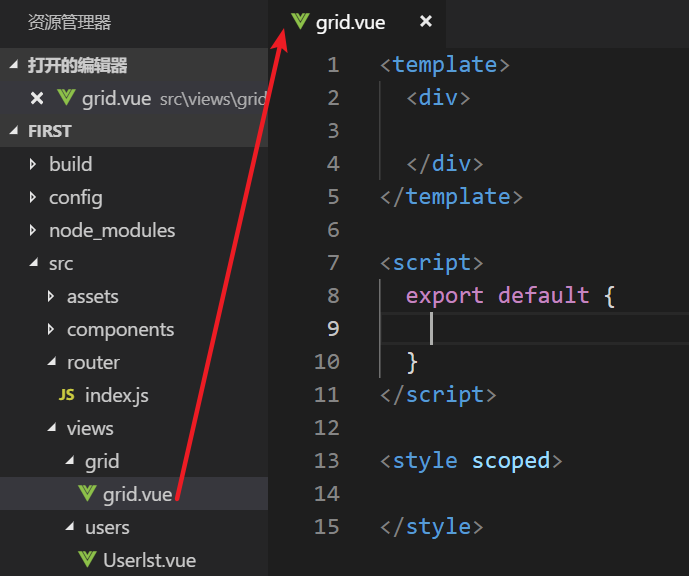 资源管理器
打开的编辑器
grid.vue src\views\grid
FIRST
build
config
node_modules
src
assets
components
router
JS index.js
views
grid
grid.vue
users
Userlst.vue
grid.vue
1 <template>
2 <div>
3
4 </div>
5 </template>
6
7 <script>
8 export default {
9
10 }
11 </script>
12
13 <style scoped>
14
15 </style>